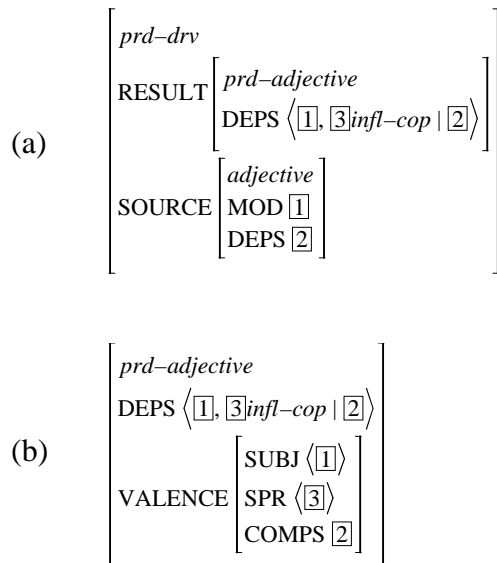 prd–drv
prd–adjective
RESULT
DEPS ⟨[1], [3]infl–cop | [2]⟩
(a)
adjective
SOURCE MOD [1]
DEPS [2]
prd–adjective
DEPS ⟨[1], [3]infl–cop | [2]⟩
(b)
SUBJ ⟨[1]⟩
VALENCE SPR ⟨[3]⟩
COMPS [2]